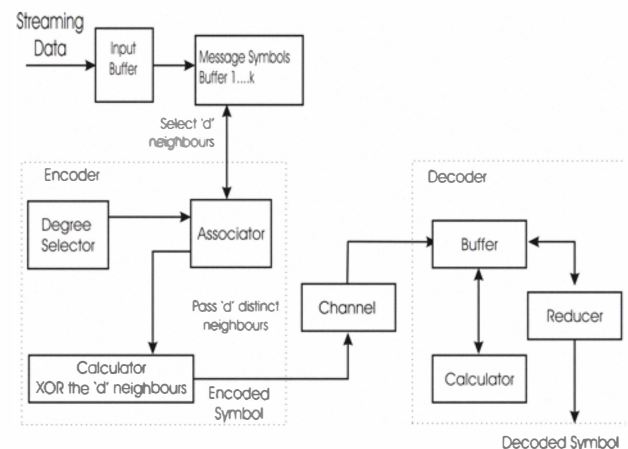 Streaming
Data
Input
Buffer
Message Symbols
Buffer 1....k
Select 'd'
neighbours
Encoder
Degree
Selector
Associator
Pass 'd' distinct
neighbours
Calculator
XOR the 'd' neighbours
Encoded
Symbol
Channel
Decoder
Buffer
Calculator
Reducer
Decoded Symbol